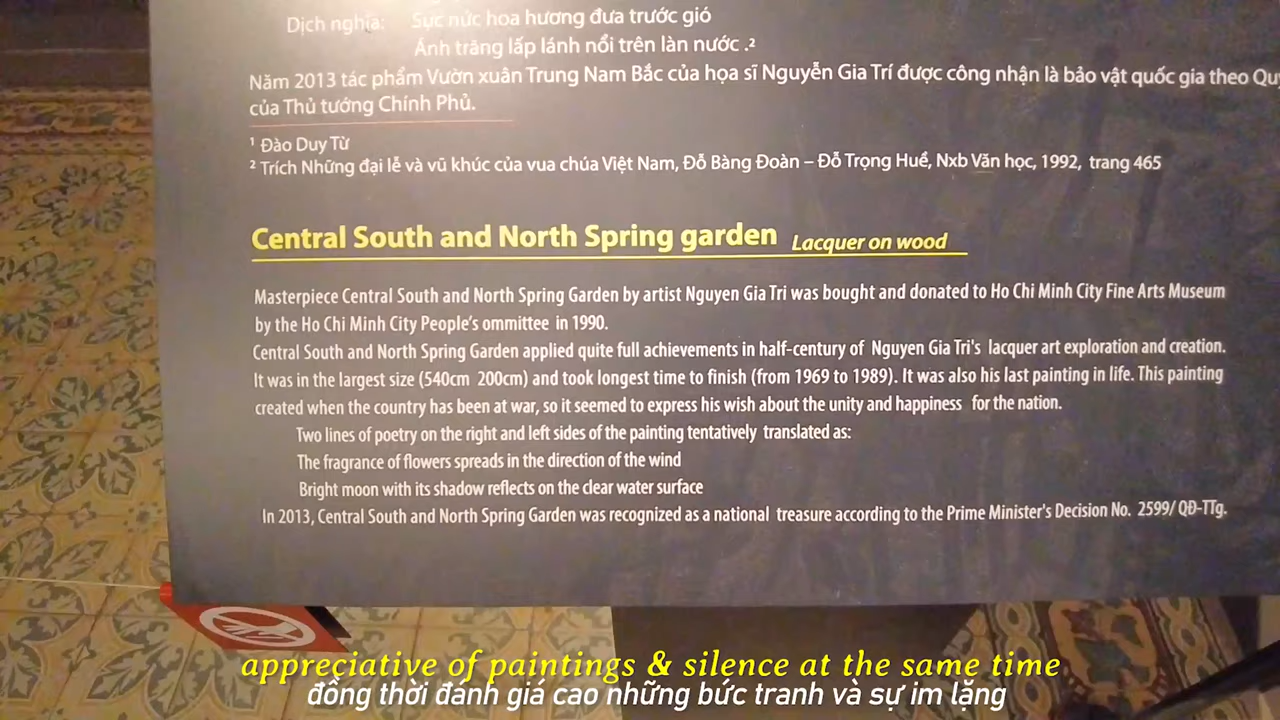 Dịch nghĩa: Sực nức hoa hương đưa trước gió
Ánh trăng lấp lánh nổi trên làn nước .²
Năm 2013 tác phẩm Vườn xuân Trung Nam Bắc của họa sĩ Nguyễn Gia Trí được công nhận là bảo vật quốc gia theo
của Thủ tướng Chính Phủ.
¹ Đào Duy Từ
² Trích Những đại lễ và vũ khúc của vua chúa Việt Nam, Đỗ Bàng Đoàn – Đỗ Trọng Huề, Nxb Văn học, 1992, trang 465
Central South and North Spring garden Lacquer on wood
Masterpiece Central South and North Spring Garden by artist Nguyen Gia Tri was bought and donated to Ho Chi Minh City Fine Arts Museum
by the Ho Chi Minh City People's ommittee in 1990.
Central South and North Spring Garden applied quite full achievements in half-century of Nguyen Gia Tri's lacquer art exploration and creation.
It was in the largest size (540cm 200cm) and took longest time to finish (from 1969 to 1989). It was also his last painting in life. This painting
created when the country has been at war, so it seemed to express his wish about the unity and happiness for the nation.
Two lines of poetry on the right and left sides of the painting tentatively translated as:
The fragrance of flowers spreads in the direction of the wind
Bright moon with its shadow reflects on the clear water surface
In 2013, Central South and North Spring Garden was recognized as a national treasure according to the Prime Minister's Decision No. 2599/ QĐ-TTg.
appreciative of paintings & silence at the same time
đồng thời đánh giá cao những bức tranh và sự im lặng